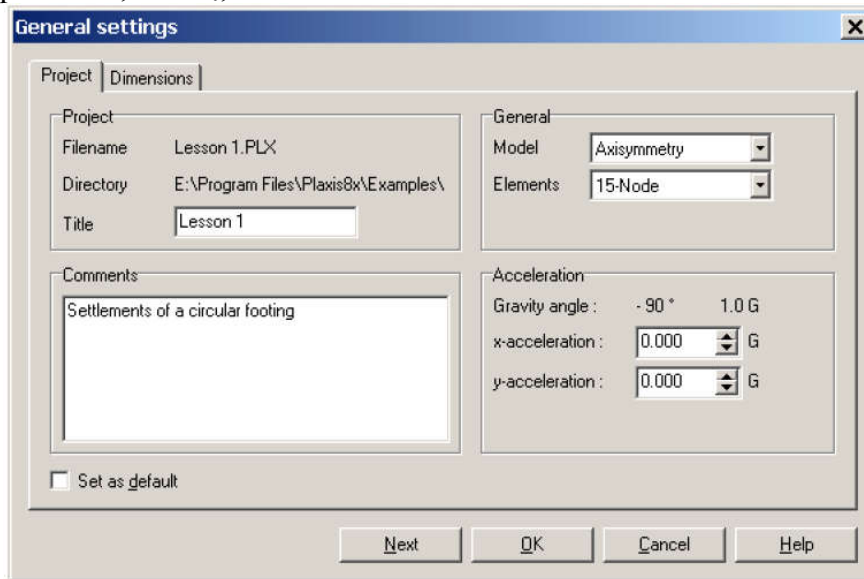 General settings
Project
Dimensions
Project
Filename Lesson 1.PLX
Directory E:\Program Files\Plaxis8x\Examples\
Title Lesson 1
General
Model Axisymmetry
Elements 15-Node
Comments
Settlements of a circular footing
Acceleration
Gravity angle : - 90 ° 1.0 G
x-acceleration : 0.000 G
y-acceleration : 0.000 G
Set as default
Next OK Cancel Help